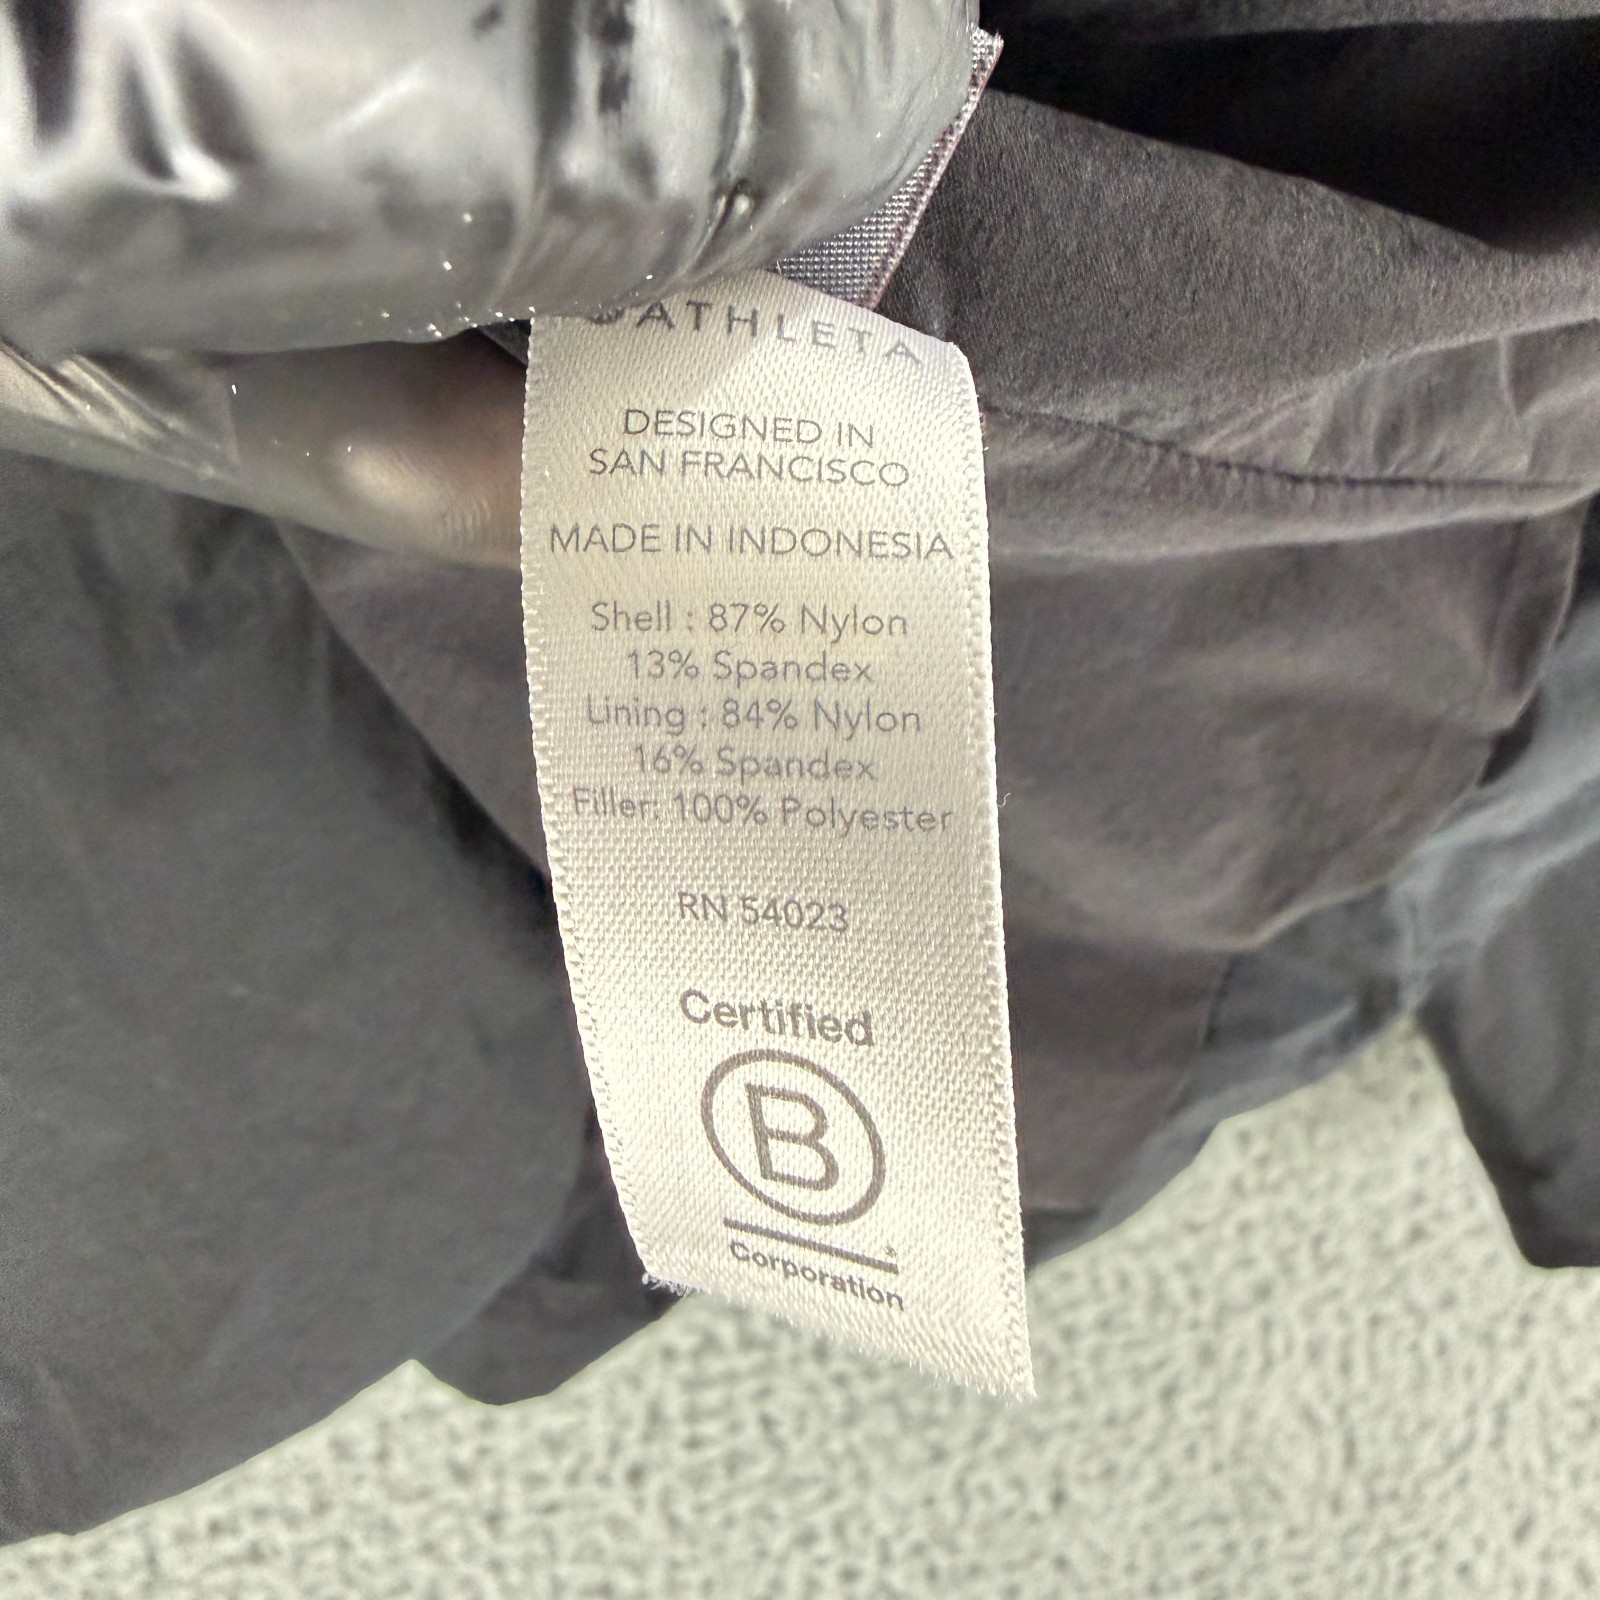 ATHLETA
DESIGNED IN
SAN FRANCISCO
MADE IN INDONESIA
Shell : 87% Nylon
13% Spandex
Lining : 84% Nylon
16% Spandex
Filler: 100% Polyester
RN 54023
Certified
B
Corporation